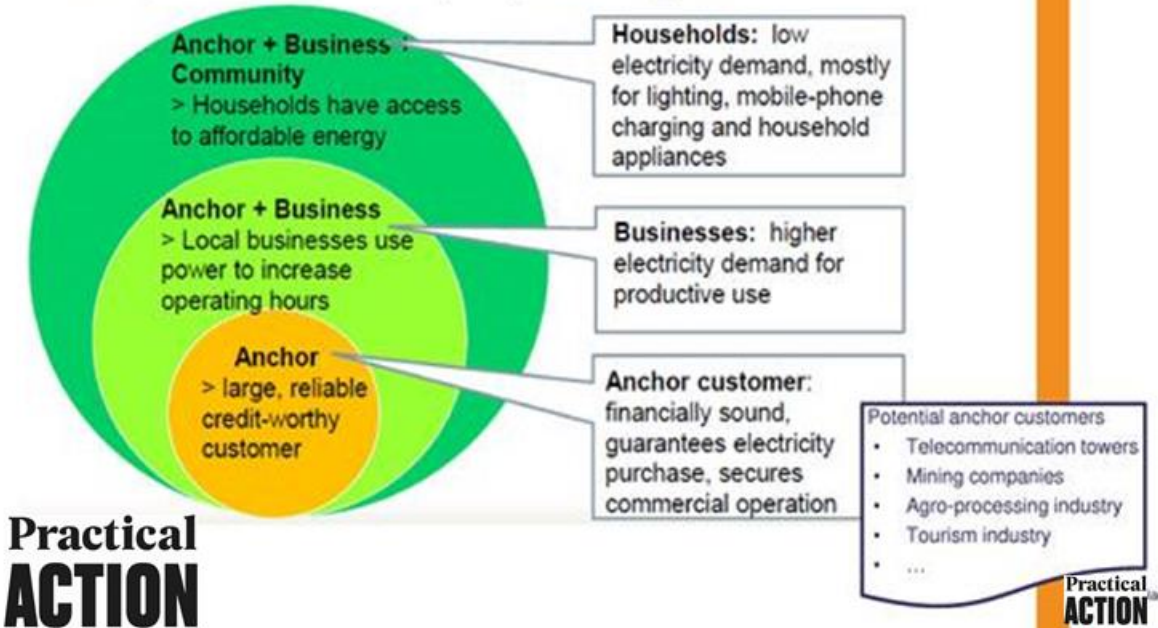 Anchor + Business +
Community
> Households have access
to affordable energy
Households: low
electricity demand, mostly
for lighting, mobile-phone
charging and household
appliances
Anchor + Business
> Local businesses use
power to increase
operating hours
Businesses: higher
electricity demand for
productive use
Anchor
> large, reliable
credit-worthy
customer
Anchor customer:
financially sound,
guarantees electricity
purchase, secures
commercial operation
Potential anchor customers
• Telecommunication towers
• Mining companies
• Agro-processing industry
• Tourism industry
• ...
Practical
ACTION
Practical
ACTION